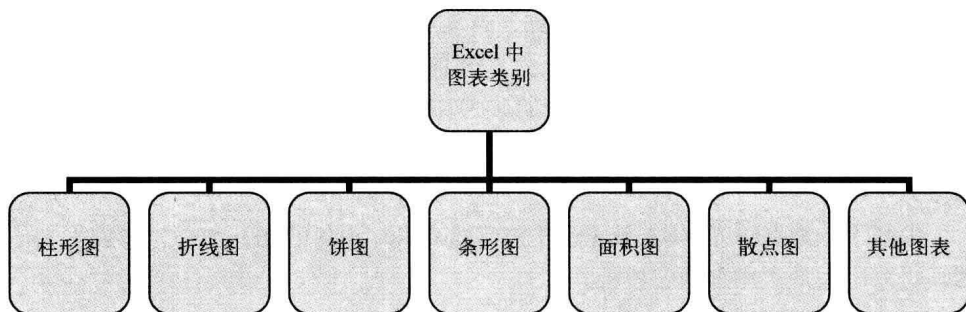 Excel 中
图表类别
柱形图
折线图
饼图
条形图
面积图
散点图
其他图表